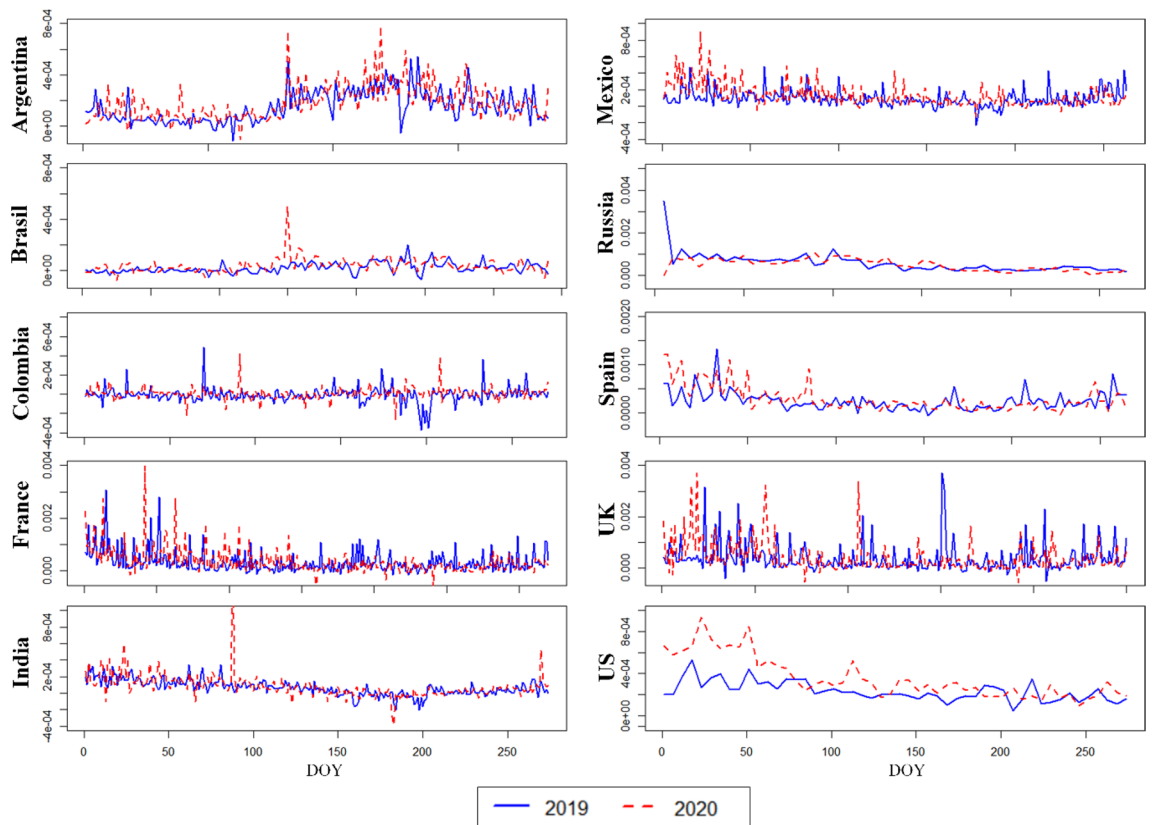 Argentina
0e+00 4e-04 8e-04
Mexico
-4e-04 2e-04 8e-04
Brasil
0e+00 4e-04 8e-04
Russia
0.000 0.002 0.004
Colombia
-4e-04 2e-04 6e-04
Spain
0.0000 0.0010 0.0020
France
0.000 0.002 0.004
UK
0.000 0.002 0.004
India
-4e-04 2e-04
US
0e+00 4e-04 8e-04
0 50 100 150 200 250
DOY
0 50 100 150 200 250
DOY
2019 2020